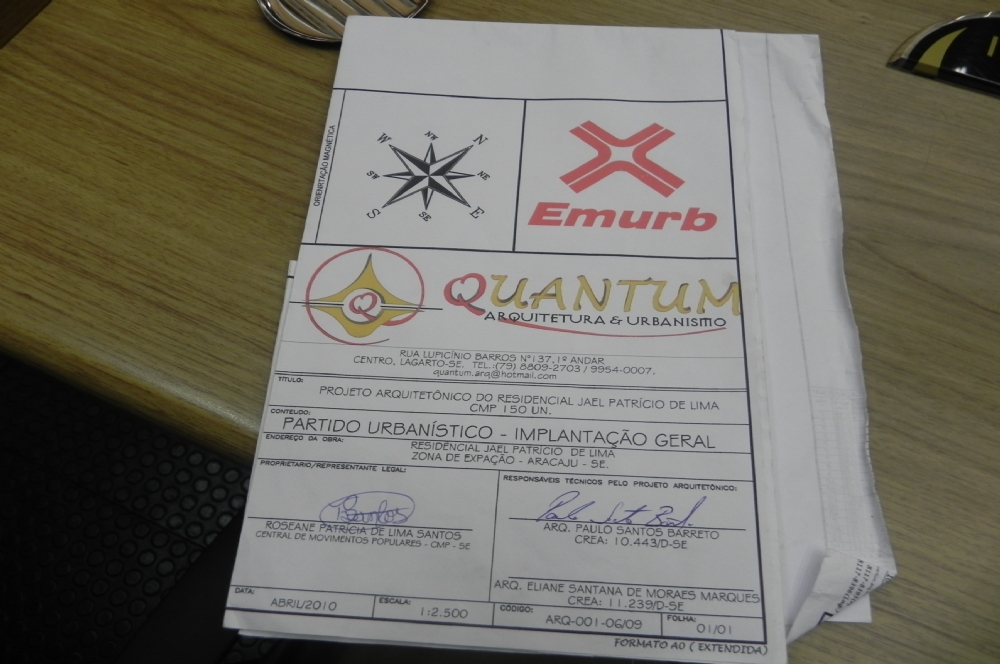 ORIENRTAÇÃO MAGNÉTICA
NW
W N
SW NE
S E
SE
Emurb
Q
QUANTUM
ARQUITETURA & URBANISMO
RUA LUPICÍNIO BARROS Nº137,1º ANDAR
CENTRO, LAGARTO-SE. TEL.:(79) 8809-2703 / 9954-0007.
quantum.arq@hotmail.com
TÍTULO:
PROJETO ARQUITETÔNICO DO RESIDENCIAL JAEL PATRÍCIO DE LIMA
CMP 150 UN.
CONTEUDO:
PARTIDO URBANÍSTICO - IMPLANTAÇÃO GERAL
ENDEREÇO DA OBRA:
RESIDENCIAL JAEL PATRÍCIO DE LIMA
ZONA DE EXPAÇÃO - ARACAJU - SE.
PROPRIETARIO/REPRESENTANTE LEGAL:
ROSEANE PATRÍCIA DE LIMA SANTOS
CENTRAL DE MOVIMENTOS POPULARES - CMP - SE
RESPONSÁVEIS TÉCNICOS PELO PROJETO ARQUITETÔNICO:
ARQ. PAULO SANTOS BARRETO
CREA: 10.443/D-SE
ARQ. ELIANE SANTANA DE MORAES MARQUES
CREA: 11.239/D-SE
DATA:
ABRIL/2010
ESCALA:
1:2.500
CÓDIGO:
ARQ-001-06/09
FOLHA:
01/01
FORMATO A0 ( EXTENDIDA)